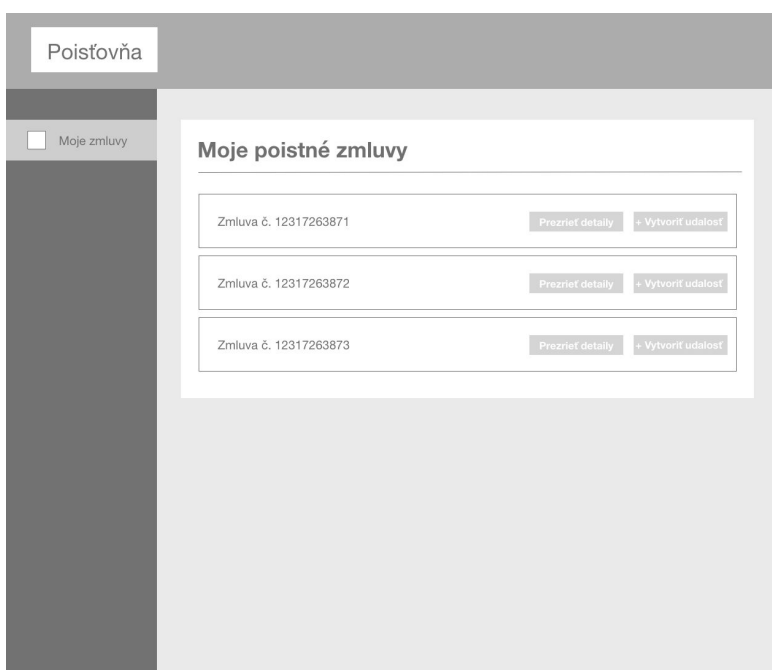 Poisťovňa
Moje zmluvy
Moje poistné zmluvy
Zmluva č. 12317263871 Prezrieť detaily + Vytvoriť udalosť
Zmluva č. 12317263872 Prezrieť detaily + Vytvoriť udalosť
Zmluva č. 12317263873 Prezrieť detaily + Vytvoriť udalosť